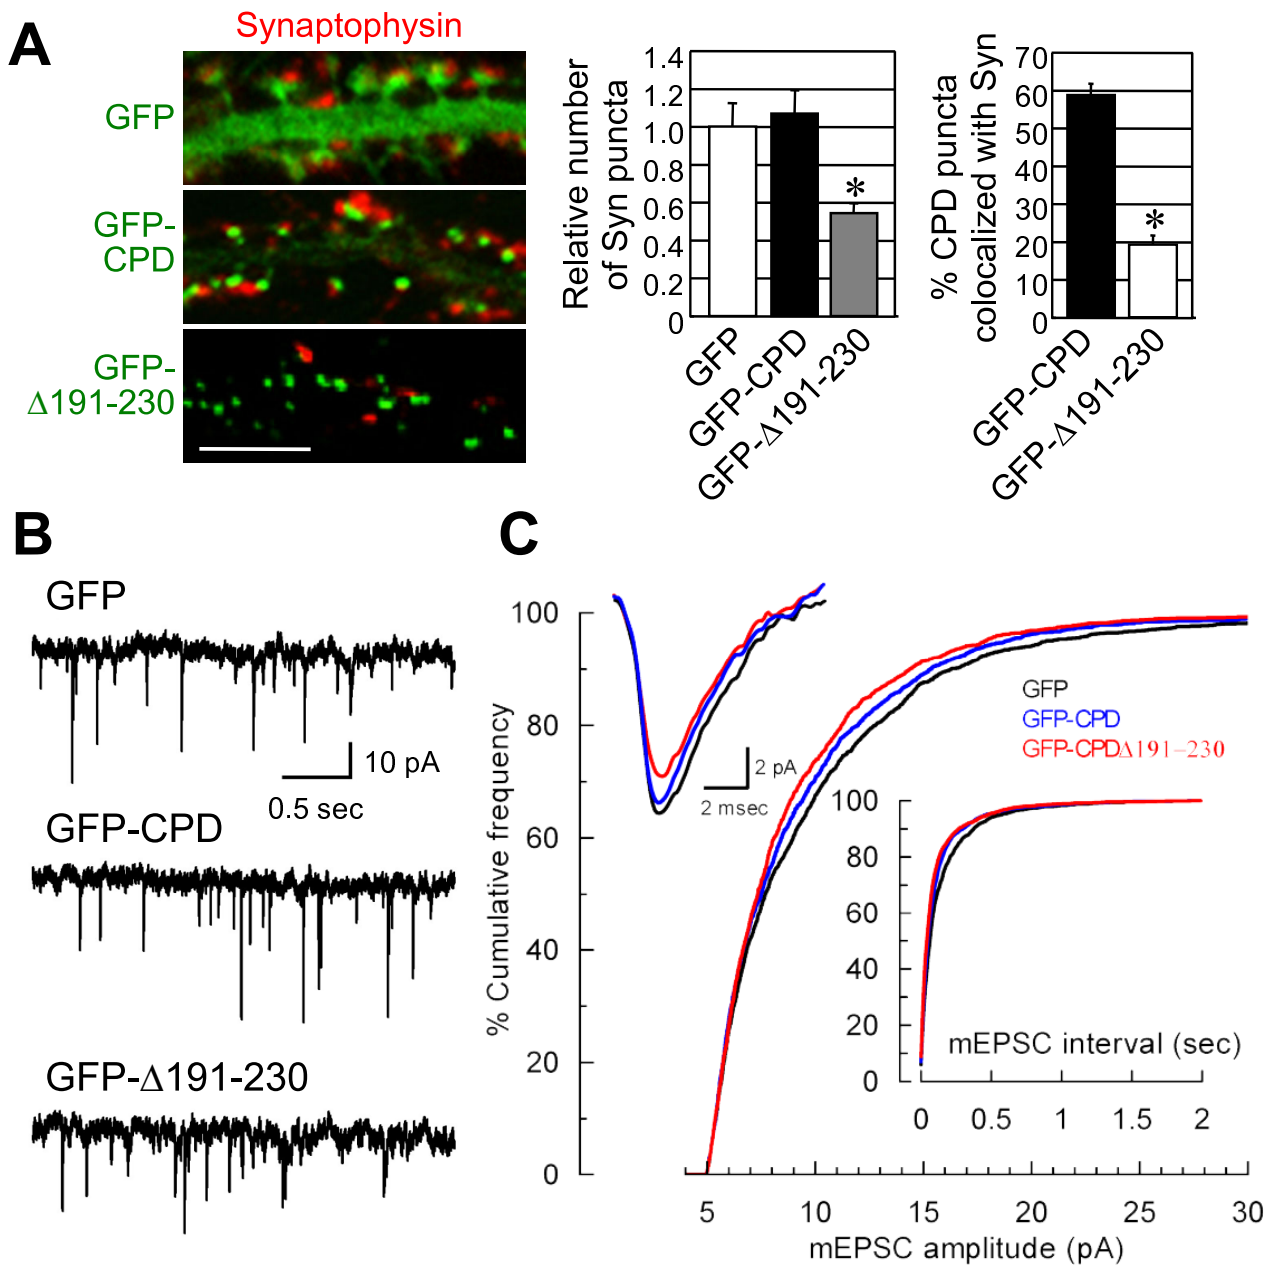 A
Synaptophysin
GFP
GFP-
CPD
GFP-
Δ191-230
Relative number
of Syn puncta
1.4
1.2
1.0
0.8
0.6
0.4
0.2
0
*
GFP
GFP-CPD
GFP-Δ191-230
% CPD puncta
colocalized with Syn
70
60
50
40
30
20
10
0
*
GFP-CPD
GFP-Δ191-230
B
GFP
10 pA
0.5 sec
GFP-CPD
GFP-Δ191-230
C
% Cumulative frequency
100
80
60
40
20
0
2 pA
2 msec
GFP
GFP-CPD
GFP-CPDΔ191–230
100
80
60
40
20
0
mEPSC interval (sec)
0 0.5 1 1.5 2
5 10 15 20 25 30
mEPSC amplitude (pA)